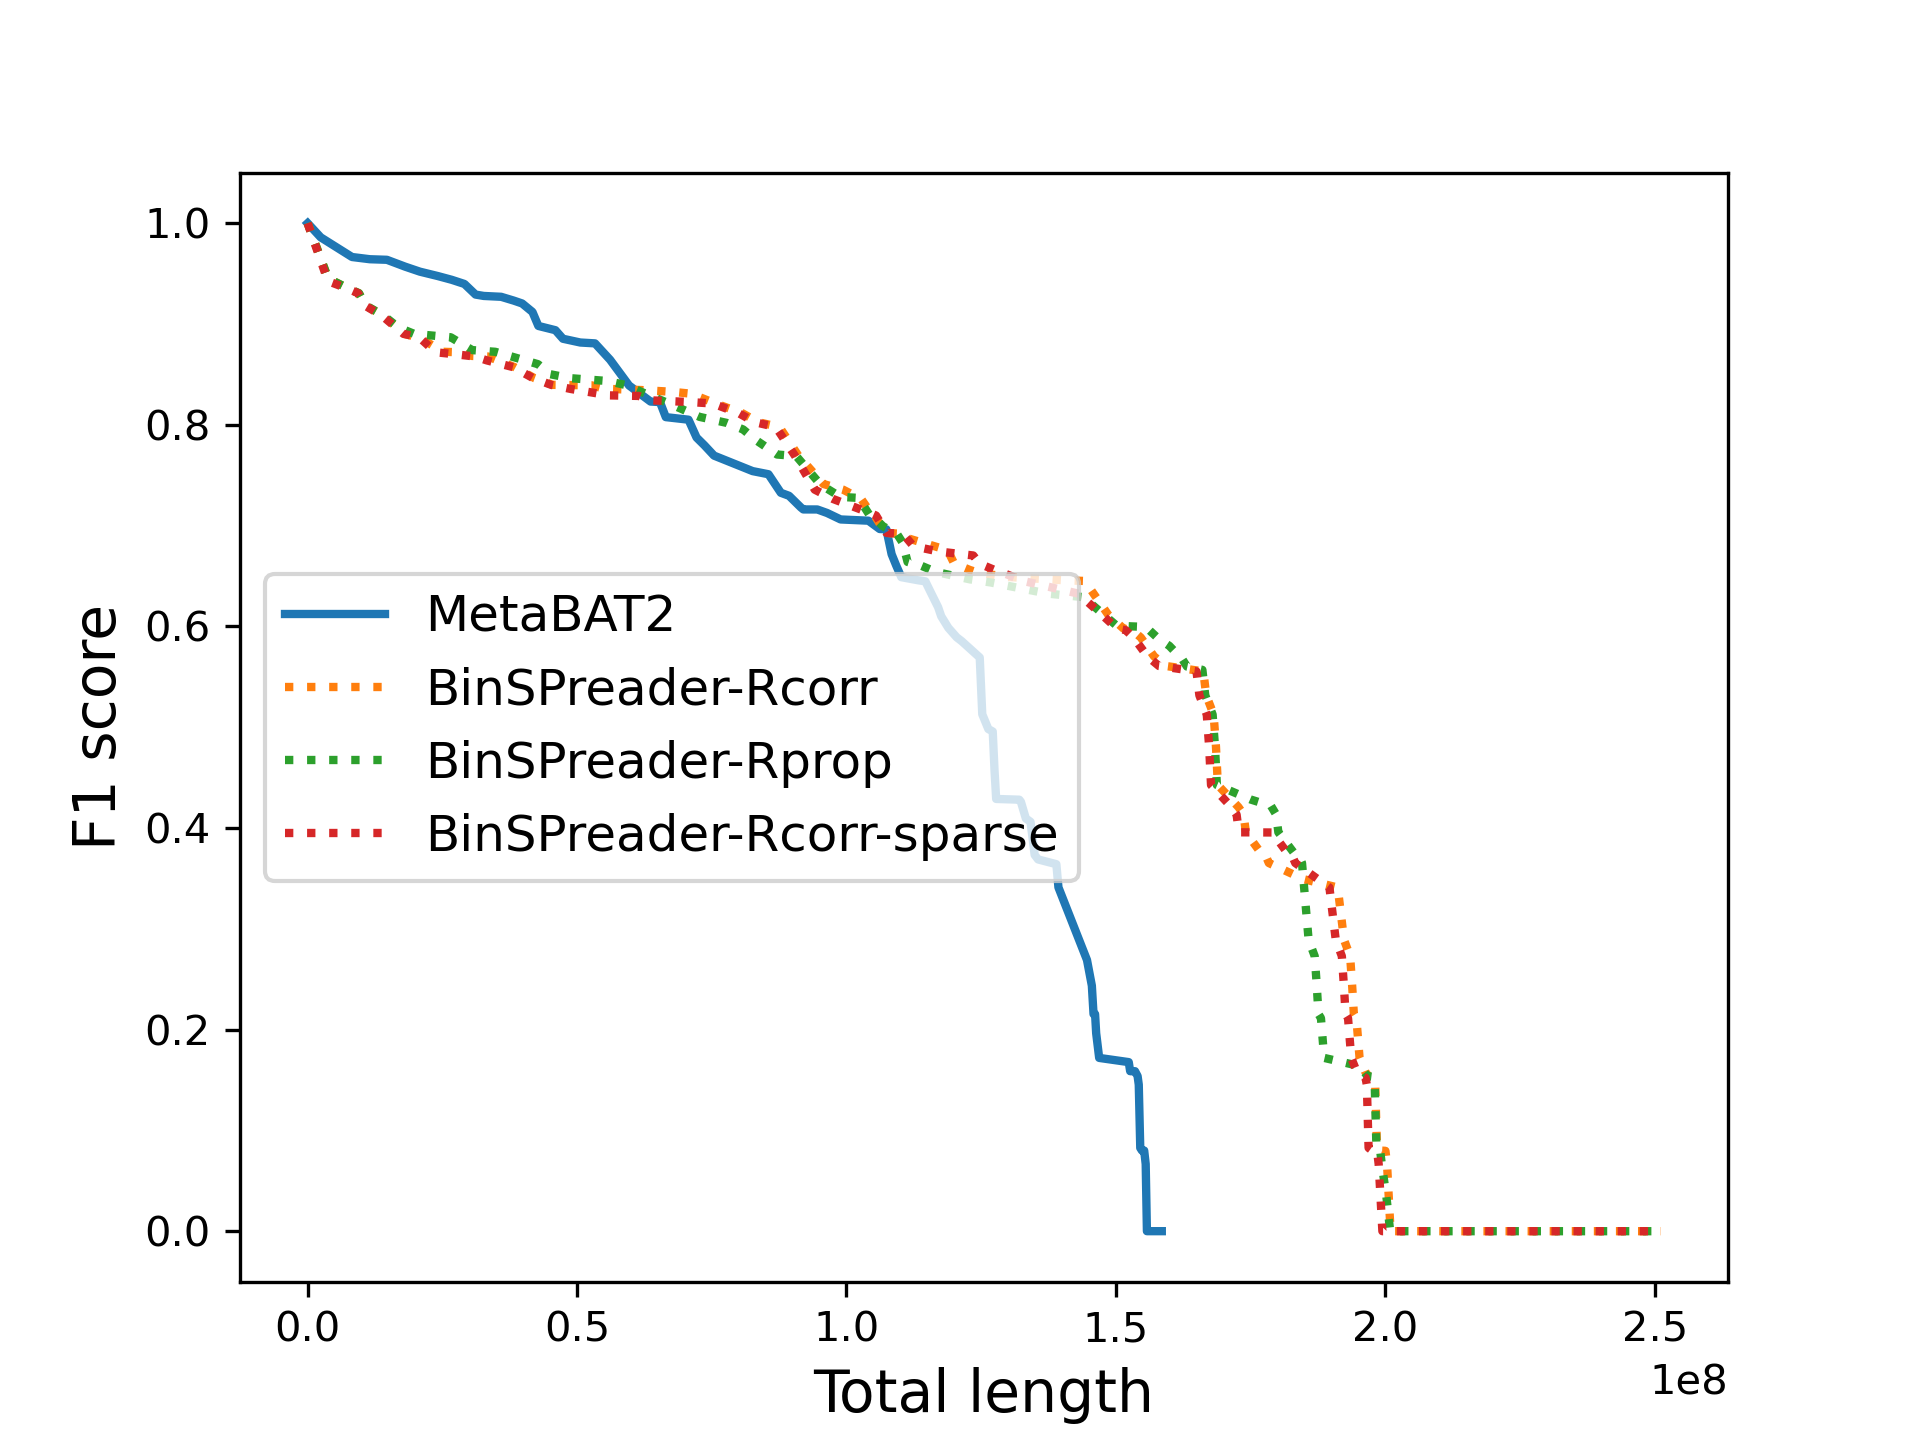 1.0
0.8
0.6
0.4
0.2
0.0
F1 score
MetaBAT2
BinSPreader-Rcorr
BinSPreader-Rprop
BinSPreader-Rcorr-sparse
0.0 0.5 1.0 1.5 2.0 2.5
1e8
Total length